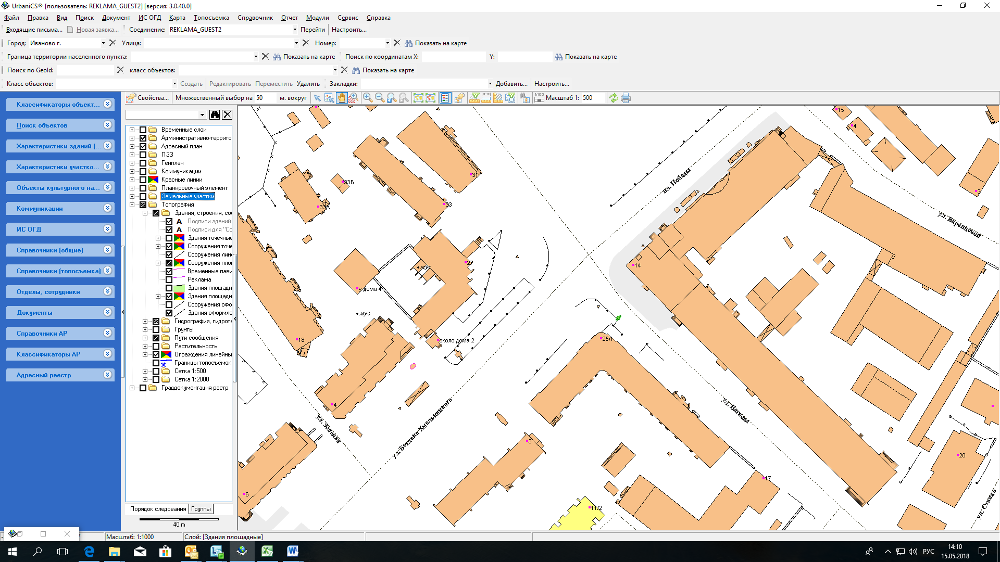 UrbaniCS® [пользователь: REKLAMA_GUEST2] [версия: 3.0.40.0]
Файл Правка Вид Поиск Документ ИС ОГД Карта Топосъемка Справочник Отчет Модули Сервис Справка
Входящие письма... Новая заявка... Соединение: REKLAMA_GUEST2 Перейти Настроить...
Город: Иваново г. Улица: Номер: Показать на карте
Граница территории населенного пункта: Показать на карте Поиск по координатам X: Y: Показать на карте
Поиск по GeoId: класс объектов: Показать на карте
Класс объектов: Создать Редактировать Переместить Удалить Закладки: Добавить... Настроить...
Свойства... Множественный выбор на 50 м. вокруг 1:100 Масштаб 1: 500
Классификаторы объект...
Поиск объектов
Характеристики зданий (...
Характеристики участко...
Объекты культурного на...
Коммуникации
ИС ОГД
Справочники (общие)
Справочники (топосъемка)
Отделы, сотрудники
Документы
Справочники АР
Классификаторы АР
Адресный реестр
Временные слои
Административно-террито
Адресный план
ПЗЗ
Генплан
Коммуникации
Красные линии
Планировочный элемент
Земельные участки
Топография
Здания, строения, соо
A Подписи зданий
A Подписи для "Со
Здания точечные
Сооружения точе
Сооружения лине
Сооружения площ
Временные пави
Реклама
Здания площадн
Здания площадн
Сооружения офо
Здания оформле
Гидрография, гидроте
Грунты
Пути сообщения
Растительность
Ограждения линейны
Границы топосъёмок
Сетка 1:500
Сетка 1:2000
Граддокументация растр
Порядок следования Группы
40 m
15
4
31
33Б
33
33А
3
пл. Победы
ул. Варенцовой
27
мус
14
у дома 4
мус
18
около дома 2
25/1
4
ул. Зеленая
ул. Богдана Хмельницкого
ул. Батяева
3
20
17
6
11/2
ул. Станко
Масштаб: 1:1000 Слой: [Здания площадные]
РУС
14:10
15.05.2018